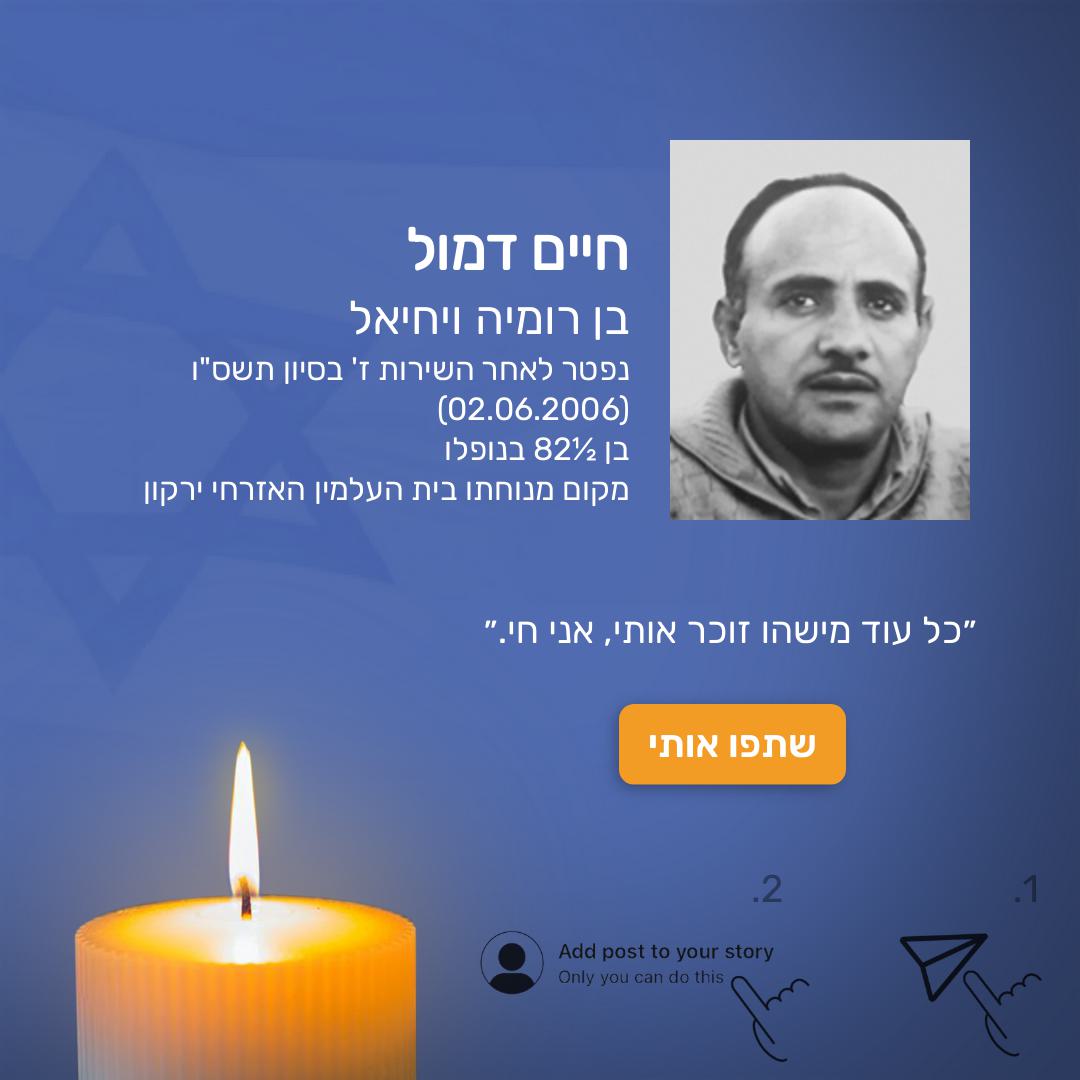 חיים דמול
בן רומיה ויחיאל
נפטר לאחר השירות ז' בסיון תשס"ו
(02.06.2006)
בן 82½ בנופלו
מקום מנוחתו בית העלמין האזרחי ירקון
״כל עוד מישהו זוכר אותי, אני חי.״
שתפו אותי
1.
2.
Add post to your story
Only you can do this